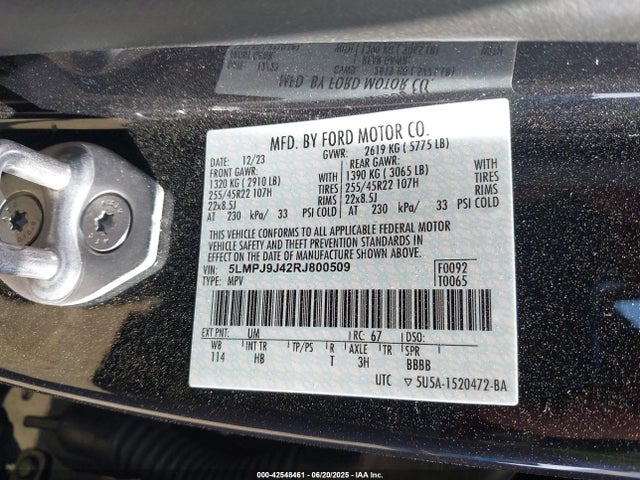 MFD. BY FORD MOTOR CO.
DATE: 12/23 GVWR: 2619 KG ( 5775 LB)
FRONT GAWR: REAR GAWR:
1320 KG ( 2910 LB) WITH 1390 KG ( 3065 LB) WITH
255/45R22 107H TIRES 255/45R22 107H TIRES
22x8.5J RIMS 22x8.5J RIMS
AT 230 kPa/ 33 PSI COLD AT 230 kPa/ 33 PSI COLD
THIS VEHICLE CONFORMS TO ALL APPLICABLE FEDERAL MOTOR
VEHICLE SAFETY AND THEFT PREVENTION STANDARDS IN
EFFECT ON THE DATE OF MANUFACTURE SHOWN ABOVE.
VIN: 5LMPJ9J42RJ800509 F0092
TYPE: MPV T0065
EXT PNT: UM RC: 67 DSO:
WB INT TR TP/PS R AXLE TR SPR
114 HB T 3H BBBB
UTC ▽5U5A-1520472-BA
000-42548461 - 06/20/2025 - IAA, Inc.